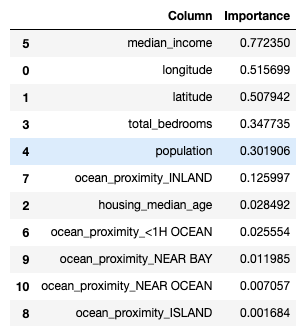 Column Importance
5 median_income 0.772350
0 longitude 0.515699
1 latitude 0.507942
3 total_bedrooms 0.347735
4 population 0.301906
7 ocean_proximity_INLAND 0.125997
2 housing_median_age 0.028492
6 ocean_proximity_<1H OCEAN 0.025554
9 ocean_proximity_NEAR BAY 0.011985
10 ocean_proximity_NEAR OCEAN 0.007057
8 ocean_proximity_ISLAND 0.001684